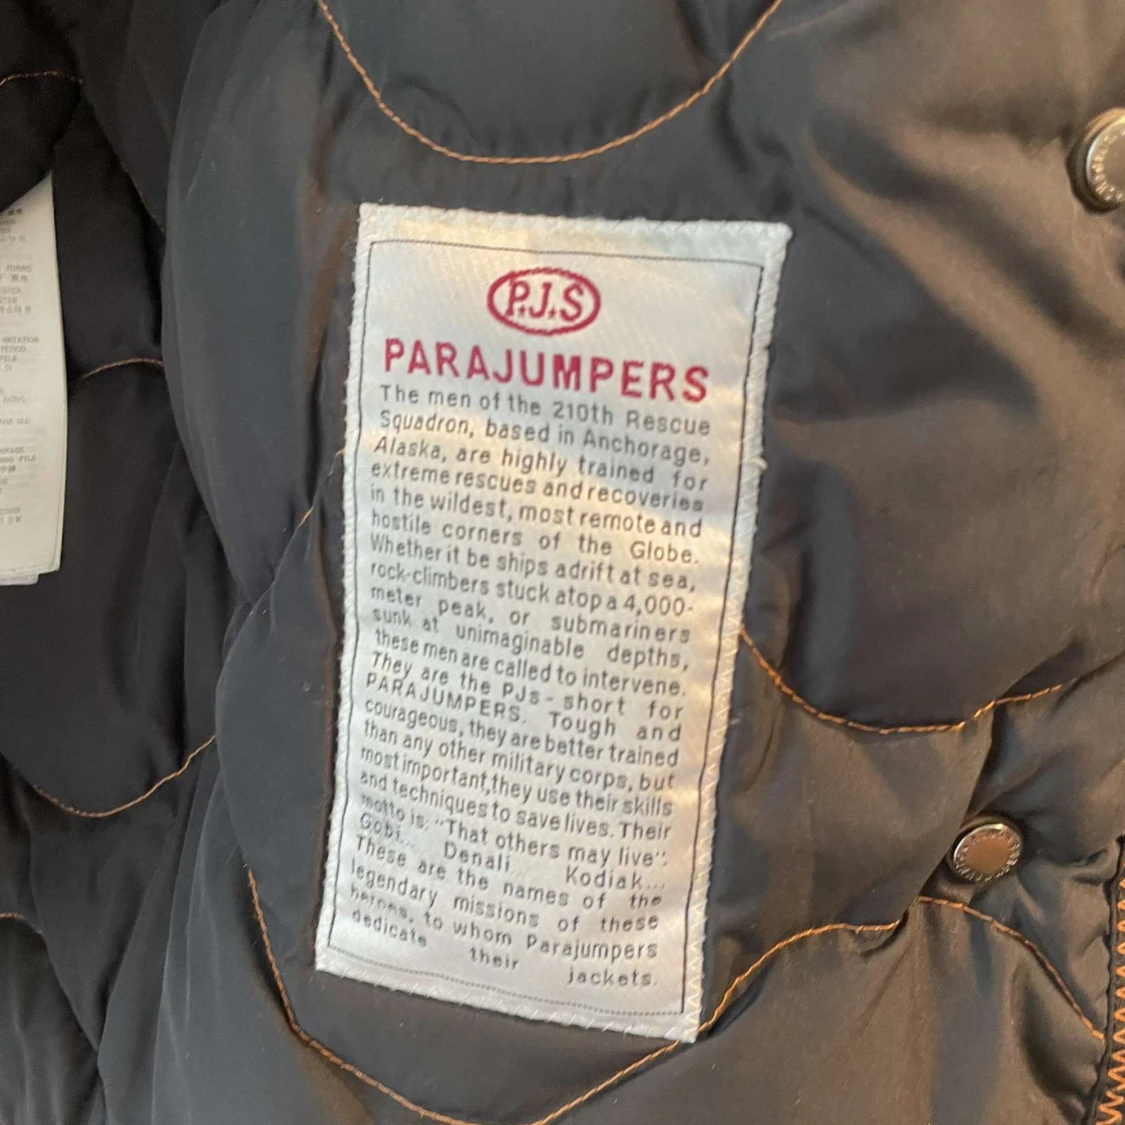 P.J.S
PARAJUMPERS
The men of the 210th Rescue
Squadron, based in Anchorage,
Alaska, are highly trained for
extreme rescues and recoveries
in the wildest, most remote and
hostile corners of the Globe.
Whether it be ships adrift at sea,
rock-climbers stuck atop a 4,000-
meter peak, or submariners
sunk at unimaginable depths,
these men are called to intervene.
They are the PJs - short for
PARAJUMPERS. Tough and
courageous, they are better trained
than any other military corps, but
most important, they use their skills
and techniques to save lives. Their
motto is: "That others may live".
Gobi... Denali... Kodiak...
These are the names of the
legendary missions of these
heroes, to whom Parajumpers
dedicate their jackets.